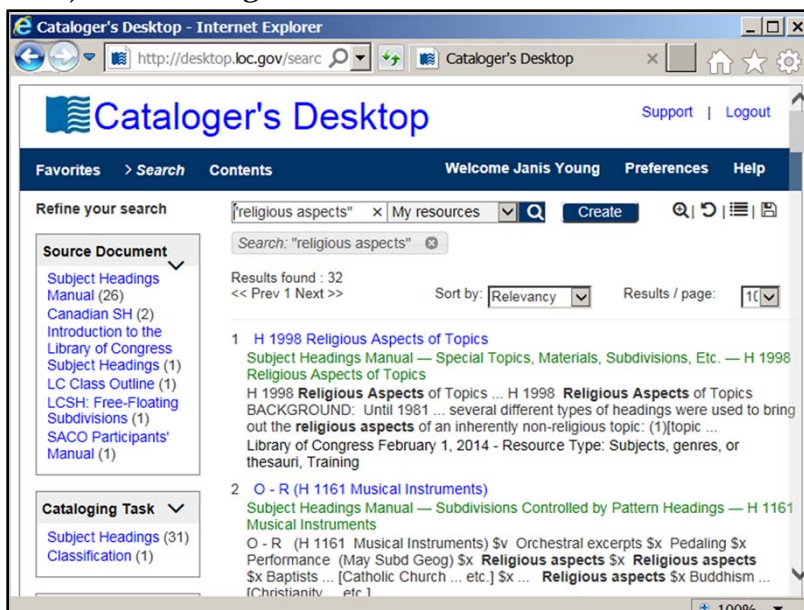 Cataloger's Desktop - Internet Explorer
http://desktop.loc.gov/searc
Cataloger's Desktop
Cataloger's Desktop
Support | Logout
Favorites > Search Contents Welcome Janis Young Preferences Help
Refine your search
"religious aspects" × My resources Create
Search: "religious aspects"
Source Document
Subject Headings
Manual (26)
Canadian SH (2)
Introduction to the
Library of Congress
Subject Headings (1)
LC Class Outline (1)
LCSH: Free-Floating
Subdivisions (1)
SACO Participants'
Manual (1)
Cataloging Task
Subject Headings (31)
Classification (1)
Results found : 32
<< Prev 1 Next >>
Sort by: Relevancy
Results / page:
1 H 1998 Religious Aspects of Topics
Subject Headings Manual — Special Topics, Materials, Subdivisions, Etc. — H 1998
Religious Aspects of Topics
H 1998 Religious Aspects of Topics ... H 1998 Religious Aspects of Topics
BACKGROUND: Until 1981 ... several different types of headings were used to bring
out the religious aspects of an inherently non-religious topic: (1)[topic ...
Library of Congress February 1, 2014 - Resource Type: Subjects, genres, or
thesauri, Training
2 O - R (H 1161 Musical Instruments)
Subject Headings Manual — Subdivisions Controlled by Pattern Headings — H 1161
Musical Instruments
O - R (H 1161 Musical Instruments) $v Orchestral excerpts $x Pedaling $x
Performance (May Subd Geog) $x Religious aspects $x Religious aspects
$x Baptists ... [Catholic Church ... etc.] $x ... Religious aspects $x Buddhism ...
[Christianity etc.]
100%